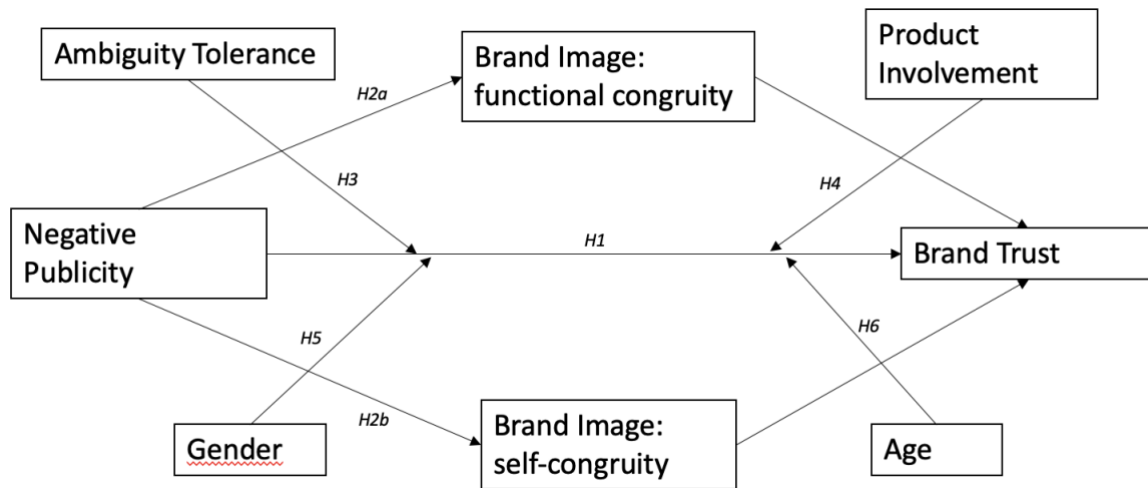 Ambiguity Tolerance
Brand Image:
functional congruity
Product
Involvement
H2a
H3
H4
Negative
Publicity
H1
Brand Trust
H5
H6
H2b
Gender
Brand Image:
self-congruity
Age